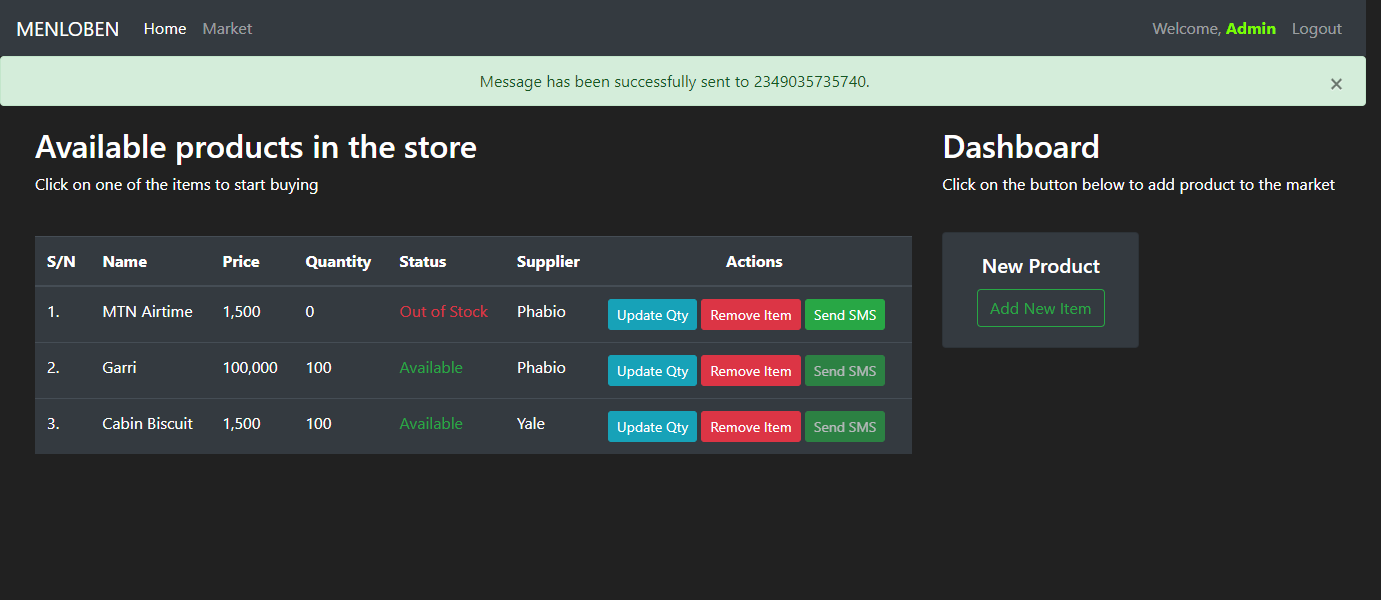 MENLOBEN Home Market Welcome, Admin Logout
Message has been successfully sent to 2349035735740. ×
Available products in the store
Click on one of the items to start buying
S/N Name Price Quantity Status Supplier Actions
1. MTN Airtime 1,500 0 Out of Stock Phabio Update Qty Remove Item Send SMS
2. Garri 100,000 100 Available Phabio Update Qty Remove Item Send SMS
3. Cabin Biscuit 1,500 100 Available Yale Update Qty Remove Item Send SMS
Dashboard
Click on the button below to add product to the market
New Product
Add New Item